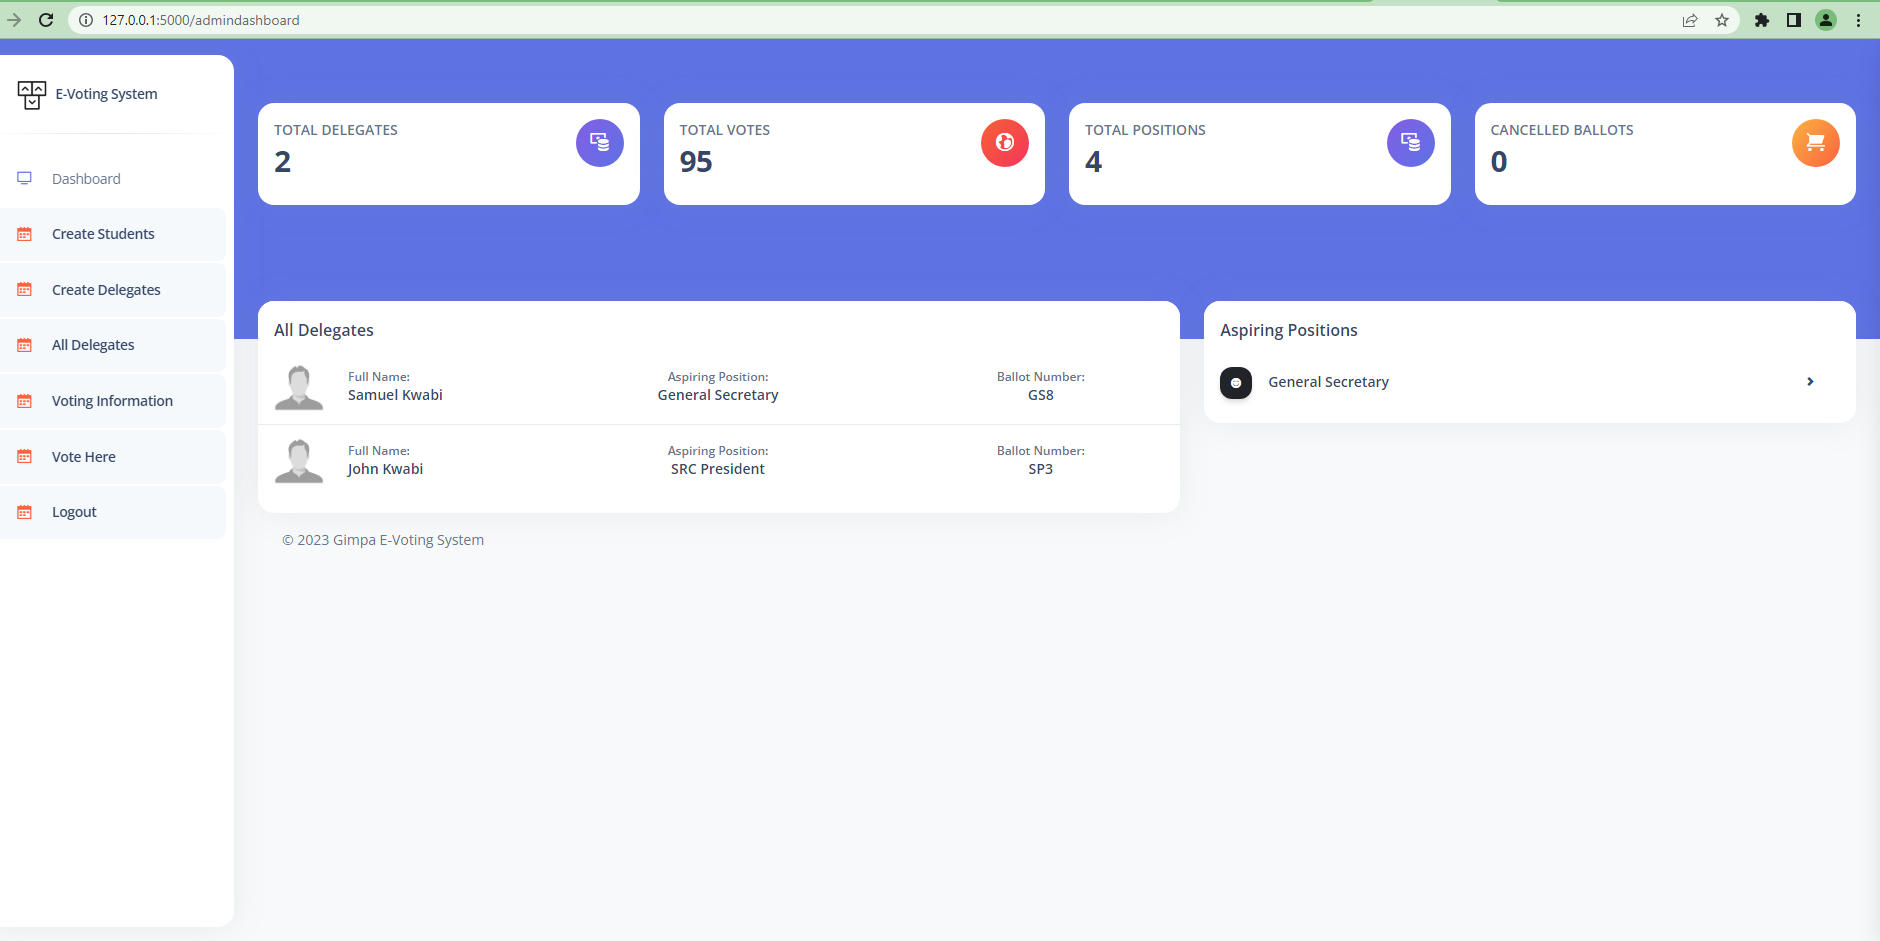 127.0.0.1:5000/admindashboard
E-Voting System
Dashboard
Create Students
Create Delegates
All Delegates
Voting Information
Vote Here
Logout
TOTAL DELEGATES
2
TOTAL VOTES
95
TOTAL POSITIONS
4
CANCELLED BALLOTS
0
All Delegates
Full Name:
Samuel Kwabi
Aspiring Position:
General Secretary
Ballot Number:
GS8
Full Name:
John Kwabi
Aspiring Position:
SRC President
Ballot Number:
SP3
Aspiring Positions
General Secretary
© 2023 Gimpa E-Voting System